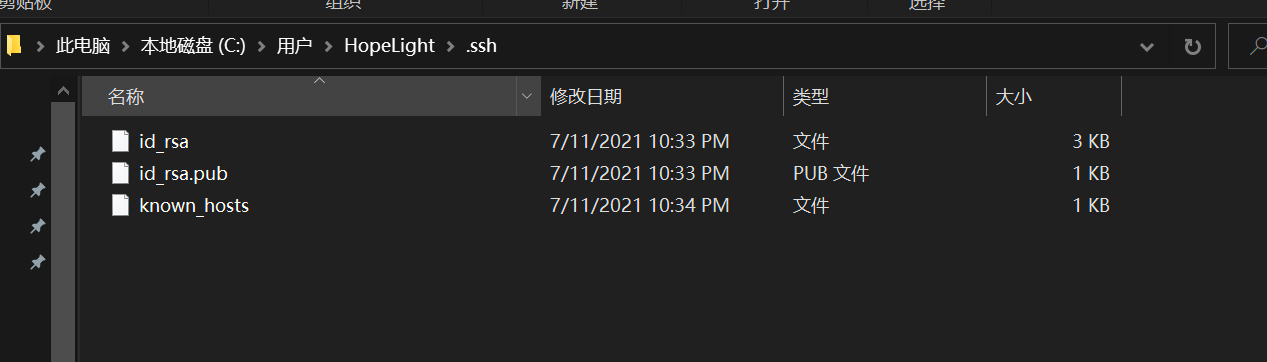 剪贴板 组织 新建 打开 选择
此电脑 本地磁盘 (C:) 用户 HopeLight .ssh
名称 修改日期 类型 大小
id_rsa 7/11/2021 10:33 PM 文件 3 KB
id_rsa.pub 7/11/2021 10:33 PM PUB 文件 1 KB
known_hosts 7/11/2021 10:34 PM 文件 1 KB